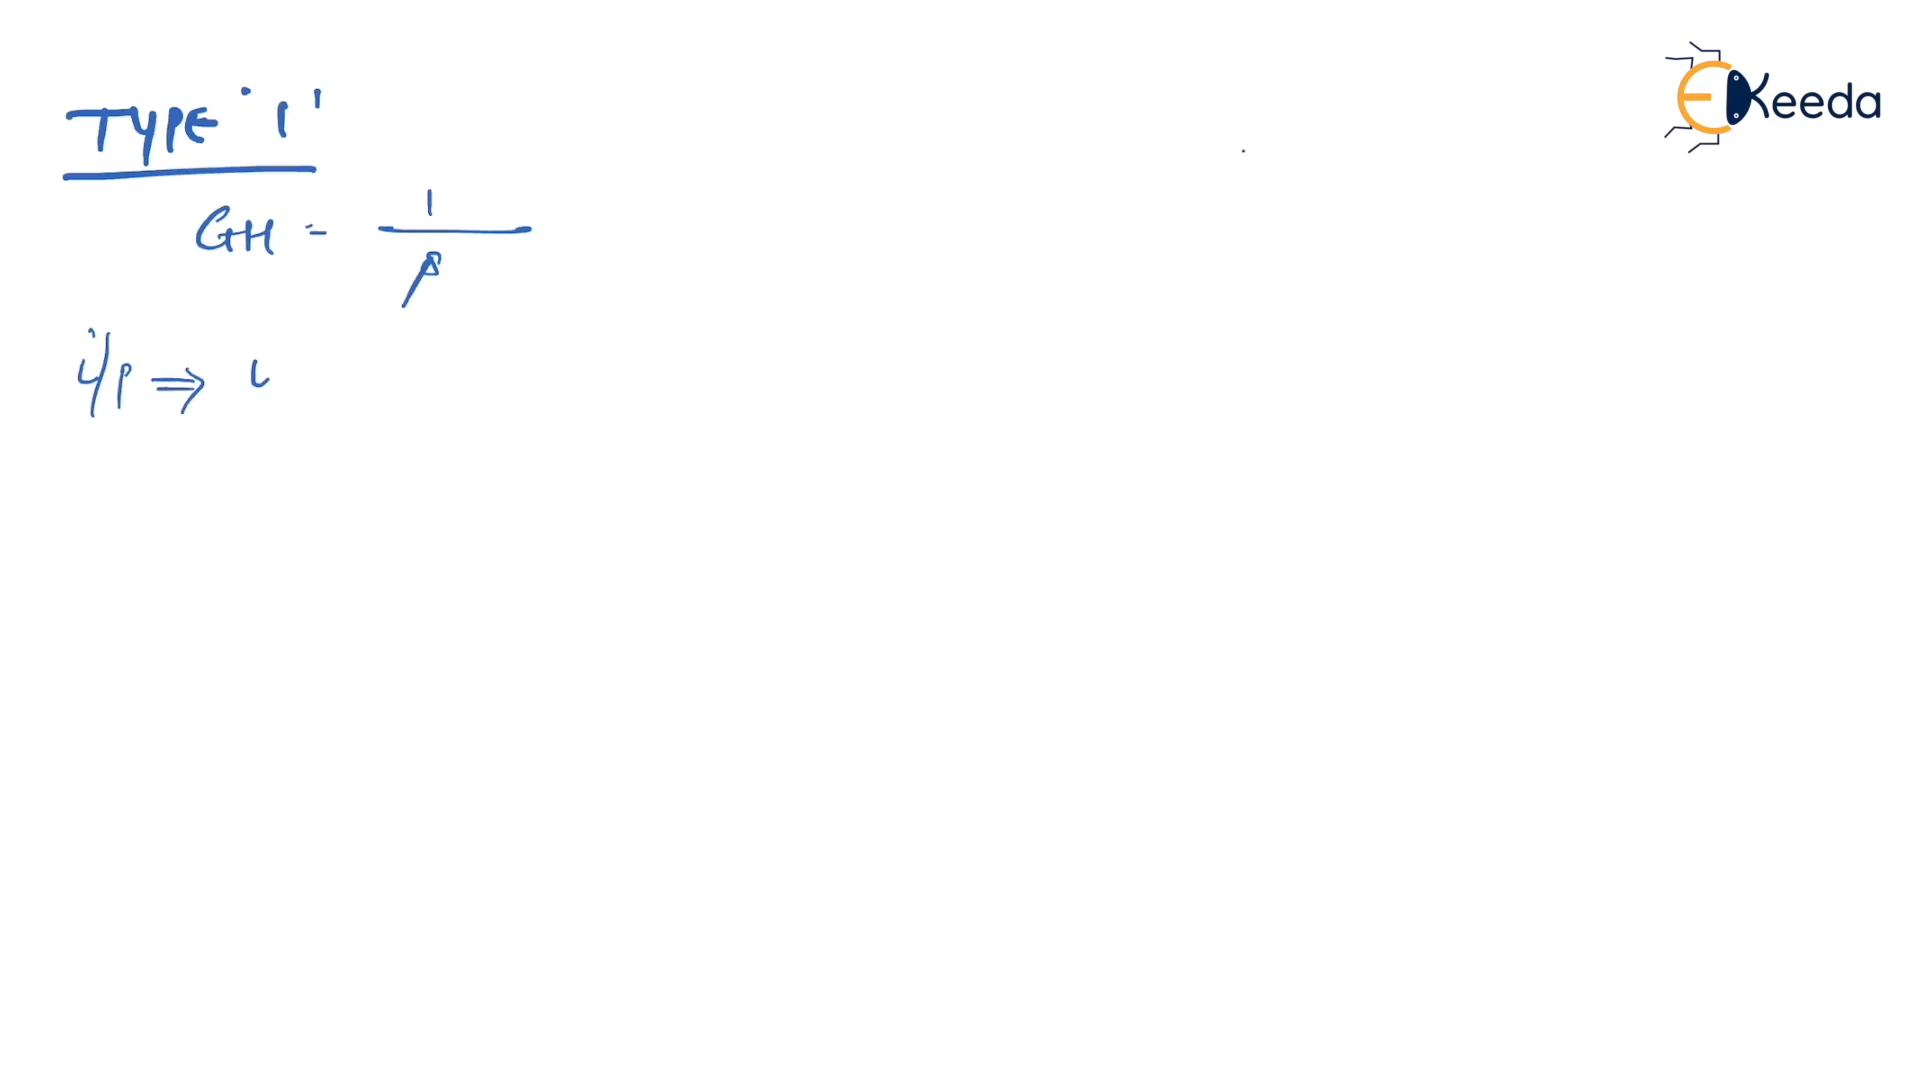 TYPE '1'
GH = 1/s
i/p ⇒ u
EKeeda